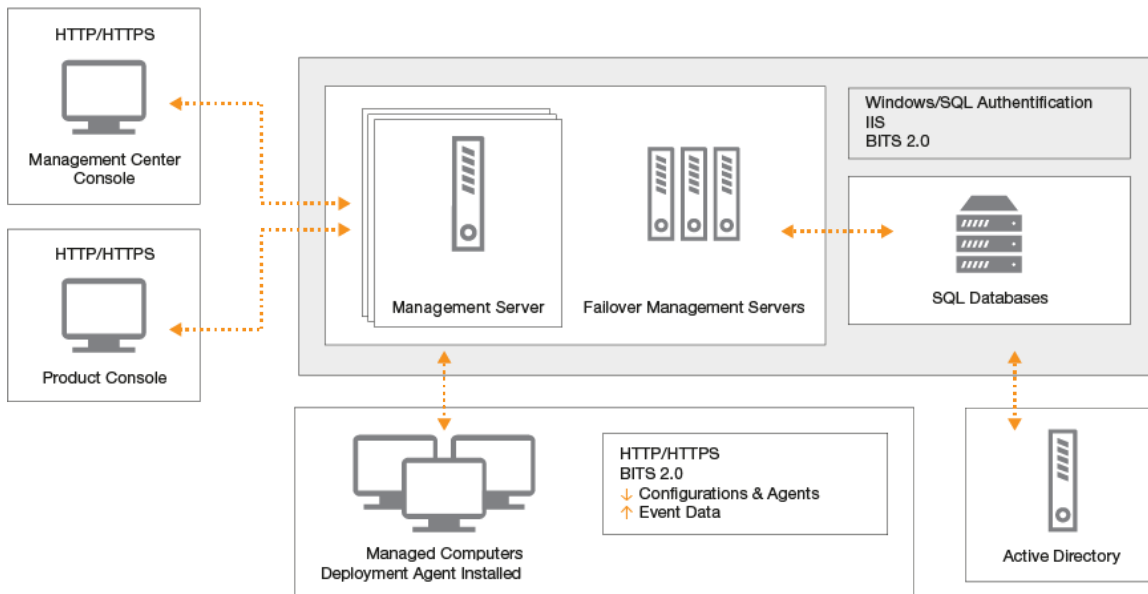 HTTP/HTTPS
Management Center
Console
HTTP/HTTPS
Product Console
Management Server
Failover Management Servers
Windows/SQL Authentification
IIS
BITS 2.0
SQL Databases
Managed Computers
Deployment Agent Installed
HTTP/HTTPS
BITS 2.0
↓ Configurations & Agents
↑ Event Data
Active Directory